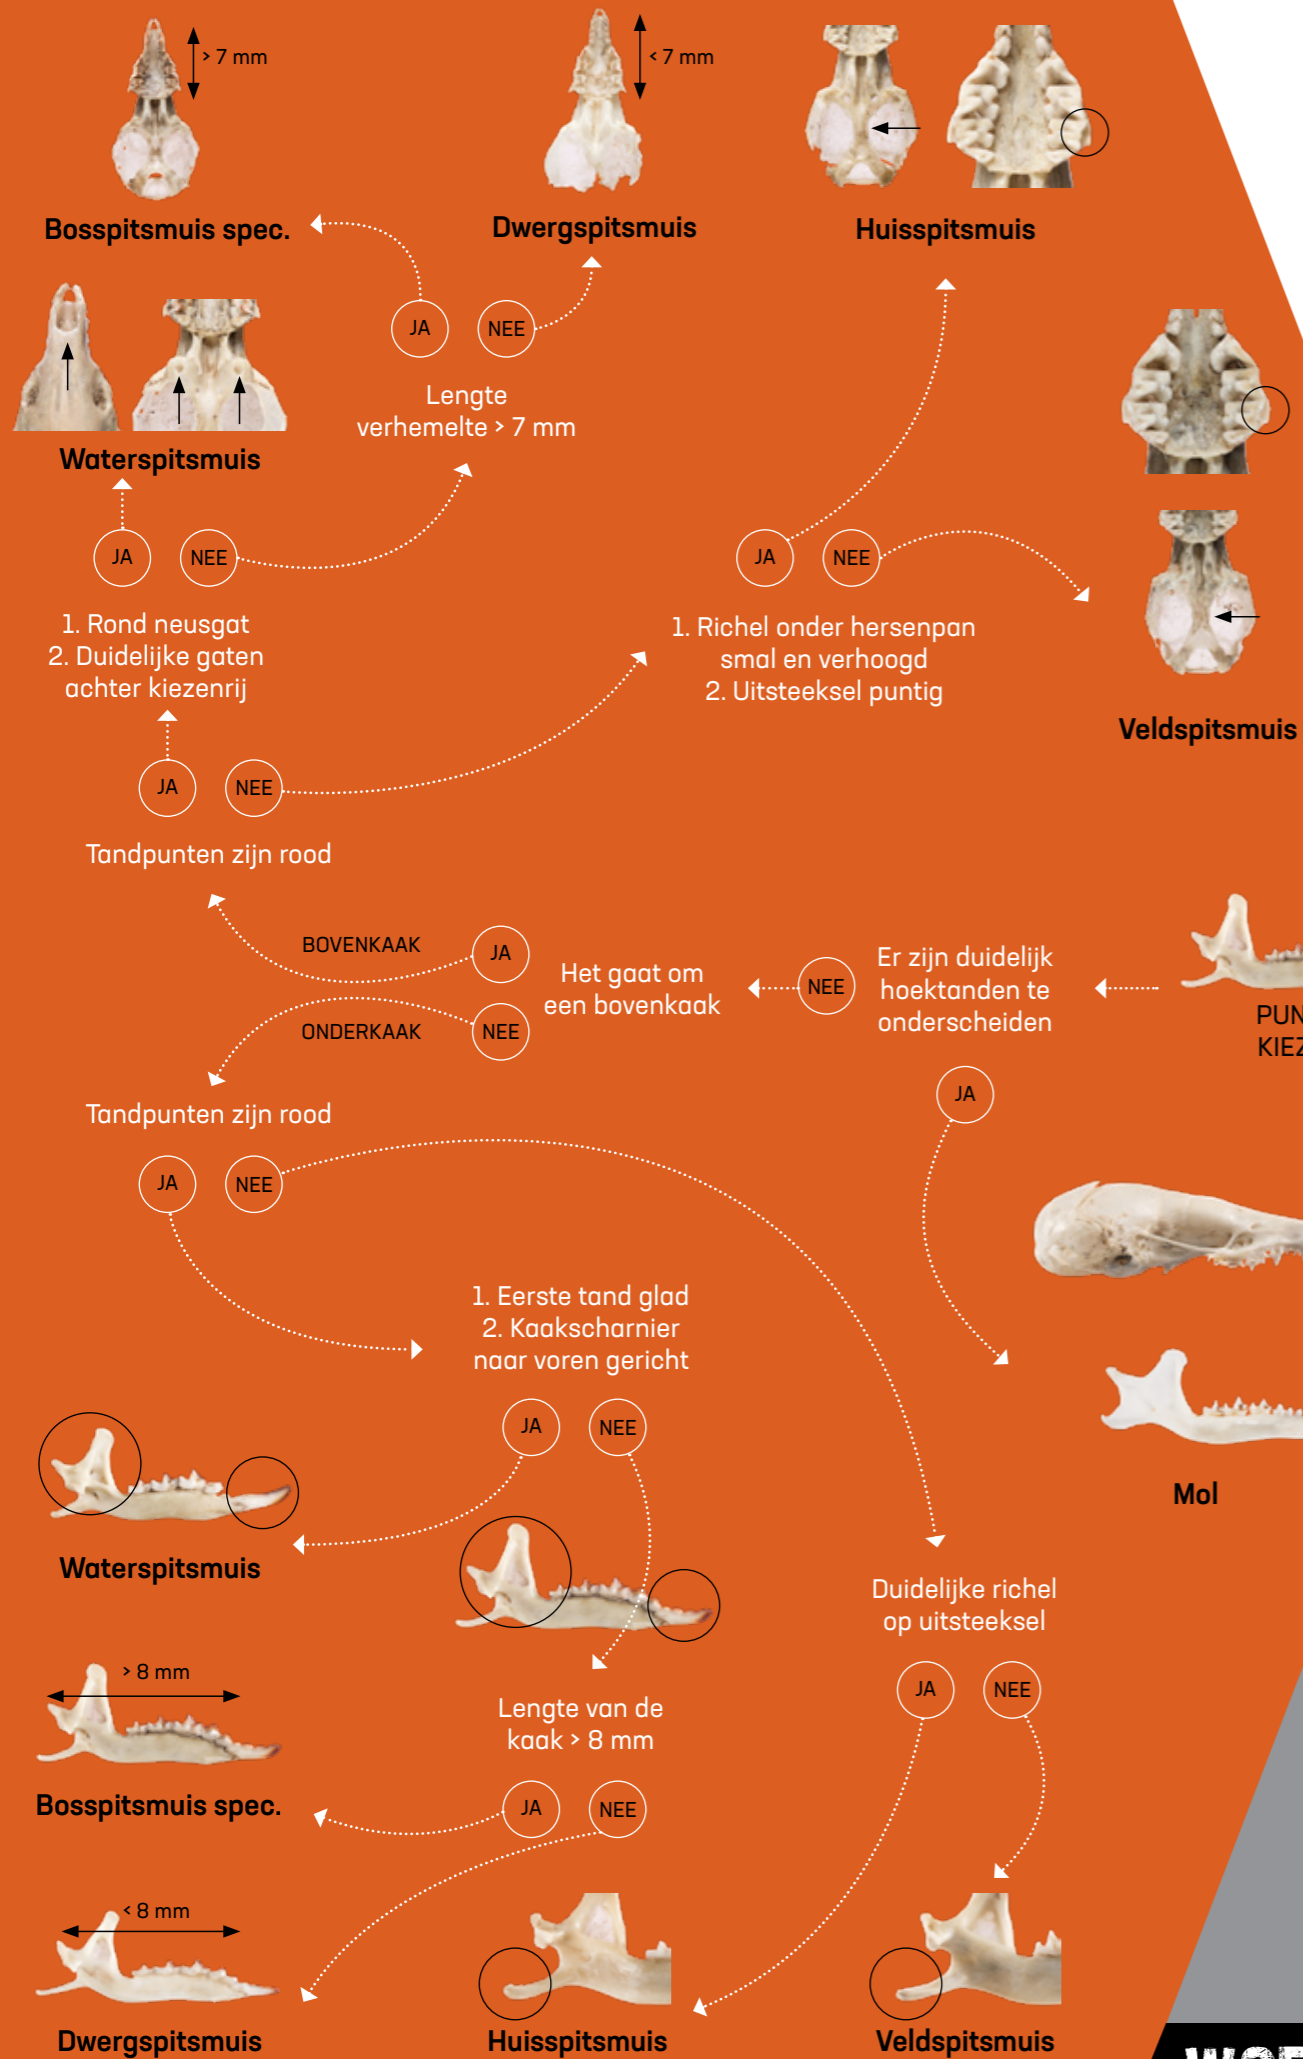 > 7 mm
< 7 mm
Bosspitsmuis spec.
Dwergspitsmuis
Huisspitsmuis
JA
NEE
Lengte
verhemelte > 7 mm
Waterspitsmuis
JA
NEE
JA
NEE
1. Rond neusgat
2. Duidelijke gaten
achter kiezenrij
1. Richel onder hersenpan
smal en verhoogd
2. Uitsteeksel puntig
Veldspitsmuis
JA
NEE
Tandpunten zijn rood
BOVENKAAK
JA
Het gaat om
een bovenkaak
NEE
Er zijn duidelijk
hoektanden te
onderscheiden
ONDERKAAK
NEE
PUN
KIEZ
JA
Tandpunten zijn rood
JA
NEE
1. Eerste tand glad
2. Kaakscharnier
naar voren gericht
JA
NEE
Mol
Waterspitsmuis
Duidelijke richel
op uitsteeksel
> 8 mm
JA
NEE
Lengte van de
kaak > 8 mm
Bosspitsmuis spec.
JA
NEE
< 8 mm
Dwergspitsmuis
Huisspitsmuis
Veldspitsmuis